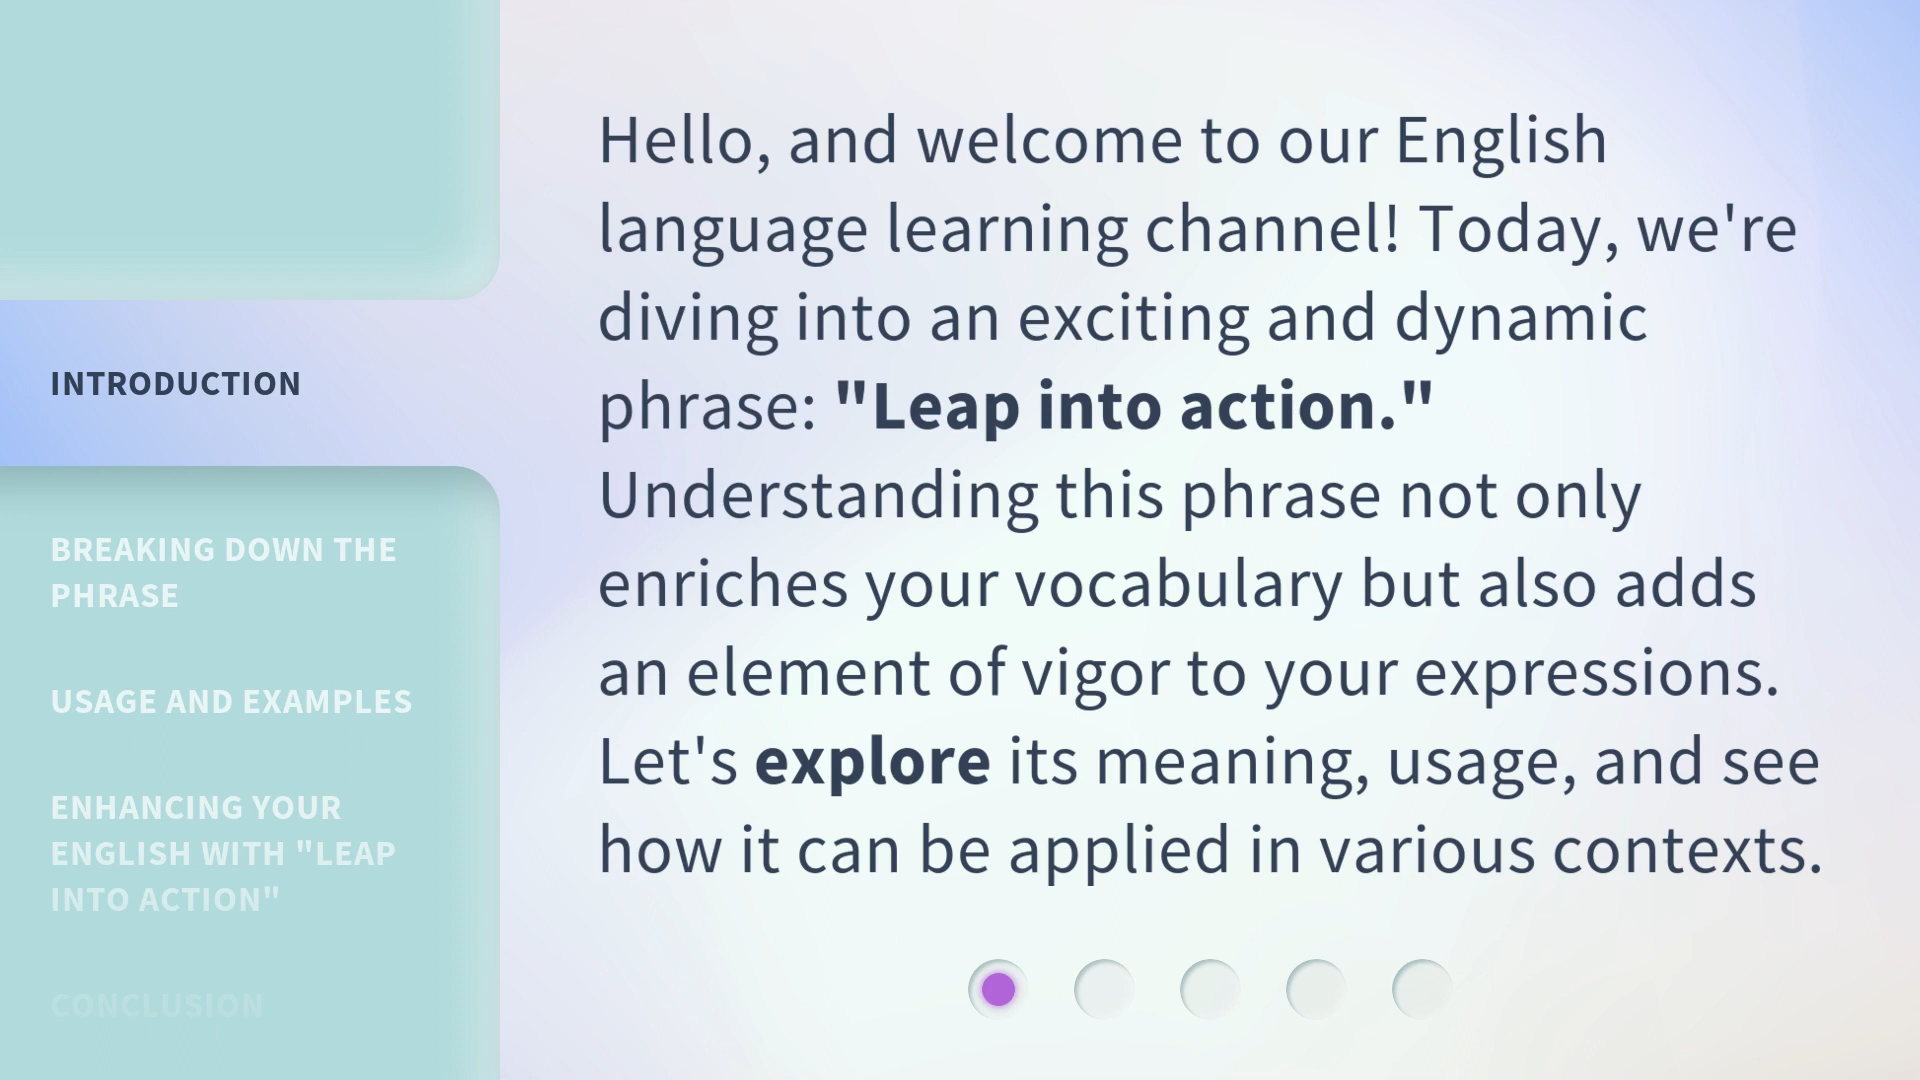 INTRODUCTION
BREAKING DOWN THE
PHRASE
USAGE AND EXAMPLES
ENHANCING YOUR
ENGLISH WITH "LEAP
INTO ACTION"
CONCLUSION
Hello, and welcome to our English
language learning channel! Today, we're
diving into an exciting and dynamic
phrase: "Leap into action."
Understanding this phrase not only
enriches your vocabulary but also adds
an element of vigor to your expressions.
Let's explore its meaning, usage, and see
how it can be applied in various contexts.